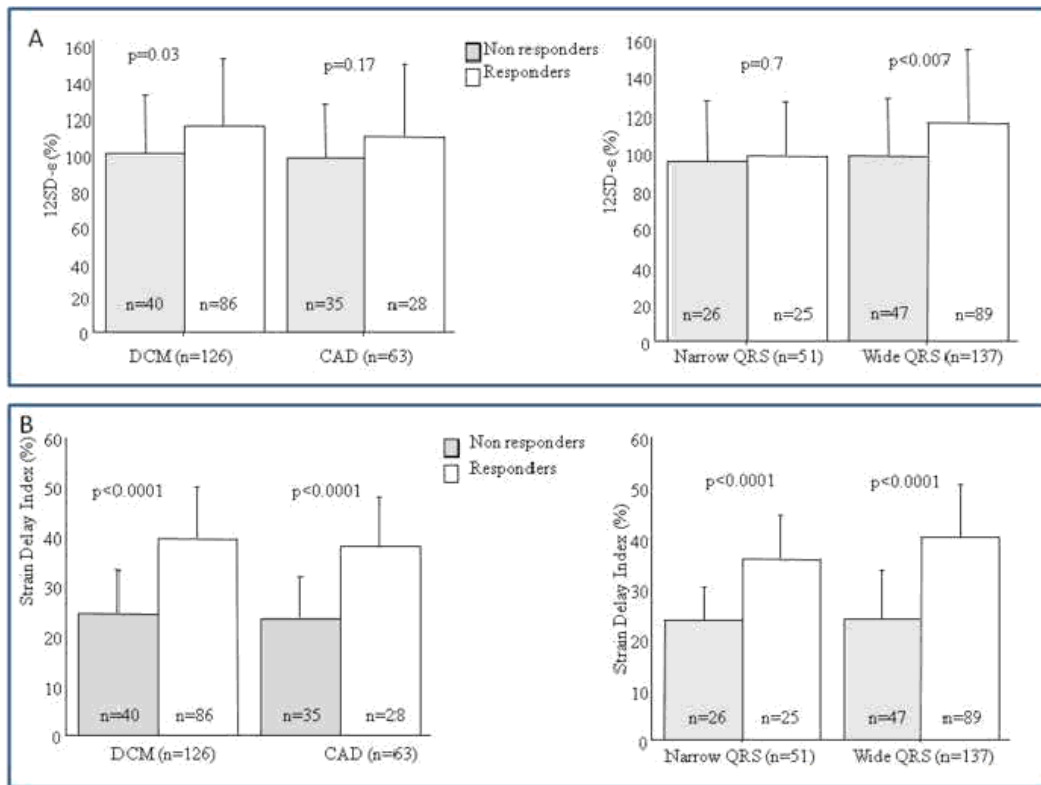 A
160
140
120
100
80
60
40
20
0
12SD-ε (%)
p=0.03
p=0.17
n=40
n=86
n=35
n=28
DCM (n=126)
CAD (n=63)
Non responders
Responders
160
140
120
100
80
60
40
20
0
12SD-ε (%)
p=0.7
p<0.007
n=26
n=25
n=47
n=89
Narrow QRS (n=51)
Wide QRS (n=137)
B
60
50
40
30
20
10
0
Strain Delay Index (%)
p<0.0001
p<0.0001
n=40
n=86
n=35
n=28
DCM (n=126)
CAD (n=63)
Non responders
Responders
60
50
40
30
20
10
0
Strain Delay Index (%)
p<0.0001
p<0.0001
n=26
n=25
n=47
n=89
Narrow QRS (n=51)
Wide QRS (n=137)